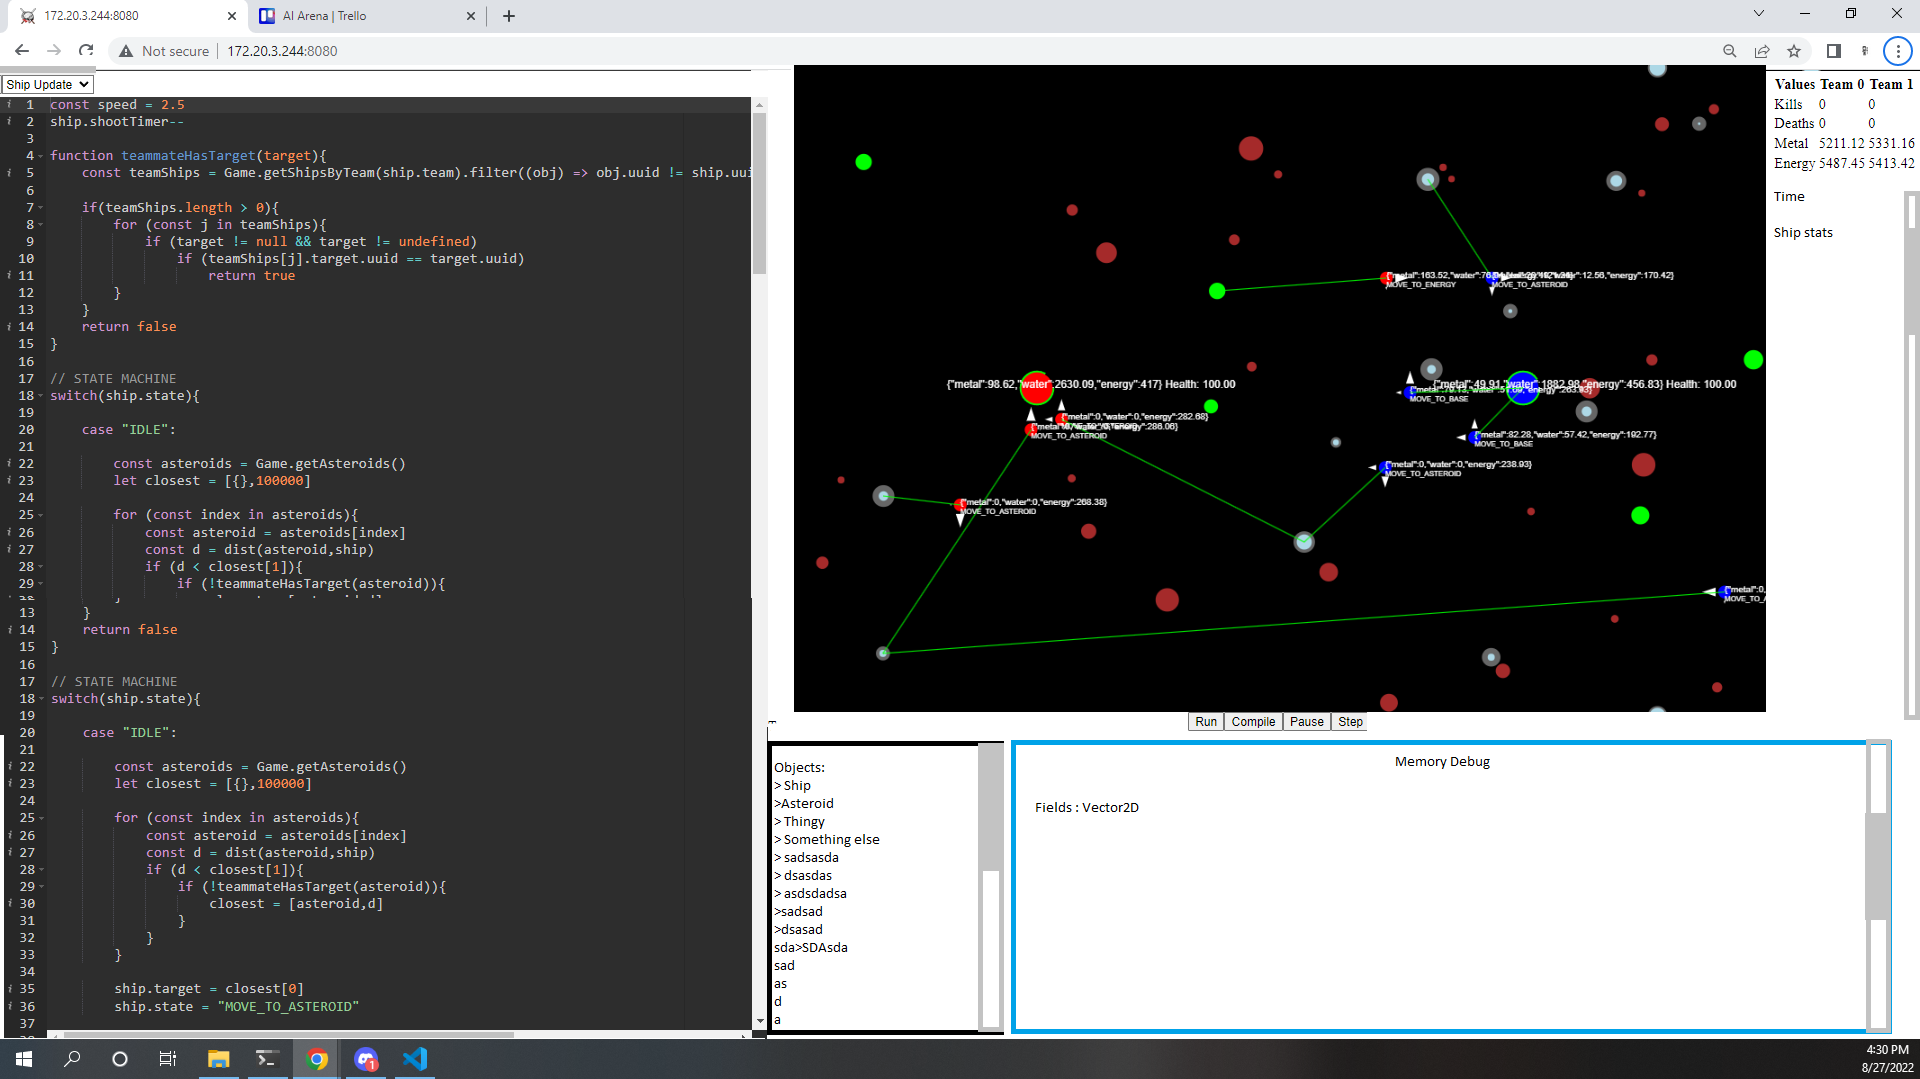 172.20.3.244:8080
AI Arena | Trello
Not secure
172.20.3.244:8080
Ship Update
1 const speed = 2.5
2 ship.shootTimer--
3
4 function teammateHasTarget(target){
5 const teamShips = Game.getShipsByTeam(ship.team).filter((obj) => obj.uuid != ship.uui
6
7 if(teamShips.length > 0){
8 for (const j in teamShips){
9 if (target != null && target != undefined)
10 if (teamShips[j].target.uuid == target.uuid)
11 return true
12 }
13 }
14 return false
15 }
16
17 // STATE MACHINE
18 switch(ship.state){
19
20 case "IDLE":
21
22 const asteroids = Game.getAsteroids()
23 let closest = [{},100000]
24
25 for (const index in asteroids){
26 const asteroid = asteroids[index]
27 const d = dist(asteroid,ship)
28 if (d < closest[1]){
29 if (!teammateHasTarget(asteroid)){
13 }
14 return false
15 }
16
17 // STATE MACHINE
18 switch(ship.state){
19
20 case "IDLE":
21
22 const asteroids = Game.getAsteroids()
23 let closest = [{},100000]
24
25 for (const index in asteroids){
26 const asteroid = asteroids[index]
27 const d = dist(asteroid,ship)
28 if (d < closest[1]){
29 if (!teammateHasTarget(asteroid)){
30 closest = [asteroid,d]
31 }
32 }
33 }
34
35 ship.target = closest[0]
36 ship.state = "MOVE_TO_ASTEROID"
37
{"metal":163.52,"water":
"water":12.56,"energy":170.42}
MOVE_TO_ENERGY
MOVE_TO_ASTEROID
{"metal":98.62,"water":2630.09,"energy":417} Health: 100.00
{"metal":49.91,"water":1882.98,"energy":456.83} Health: 100.00
MOVE_TO_BASE
{"metal":0,"water":0,"energy":282.68}
"energy":286.06}
MOVE_TO_ASTEROID
{"metal":82.28,"water":57.42,"energy":192.77}
MOVE_TO_BASE
{"metal":0,"water":0,"energy":238.93}
MOVE_TO_ASTEROID
{"metal":0,"water":0,"energy":268.38}
MOVE_TO_ASTEROID
{"metal":0,
MOVE_TO_A
Values Team 0 Team 1
Kills 0 0
Deaths 0 0
Metal 5211.12 5331.16
Energy 5487.45 5413.42
Time
Ship stats
Run Compile Pause Step
Objects:
> Ship
>Asteroid
> Thingy
> Something else
> sadsasda
> dsasdas
> asdsdadsa
>sadsad
>dsasad
sda>SDAsda
sad
as
d
a
Memory Debug
Fields : Vector2D
1
4:30 PM
8/27/2022